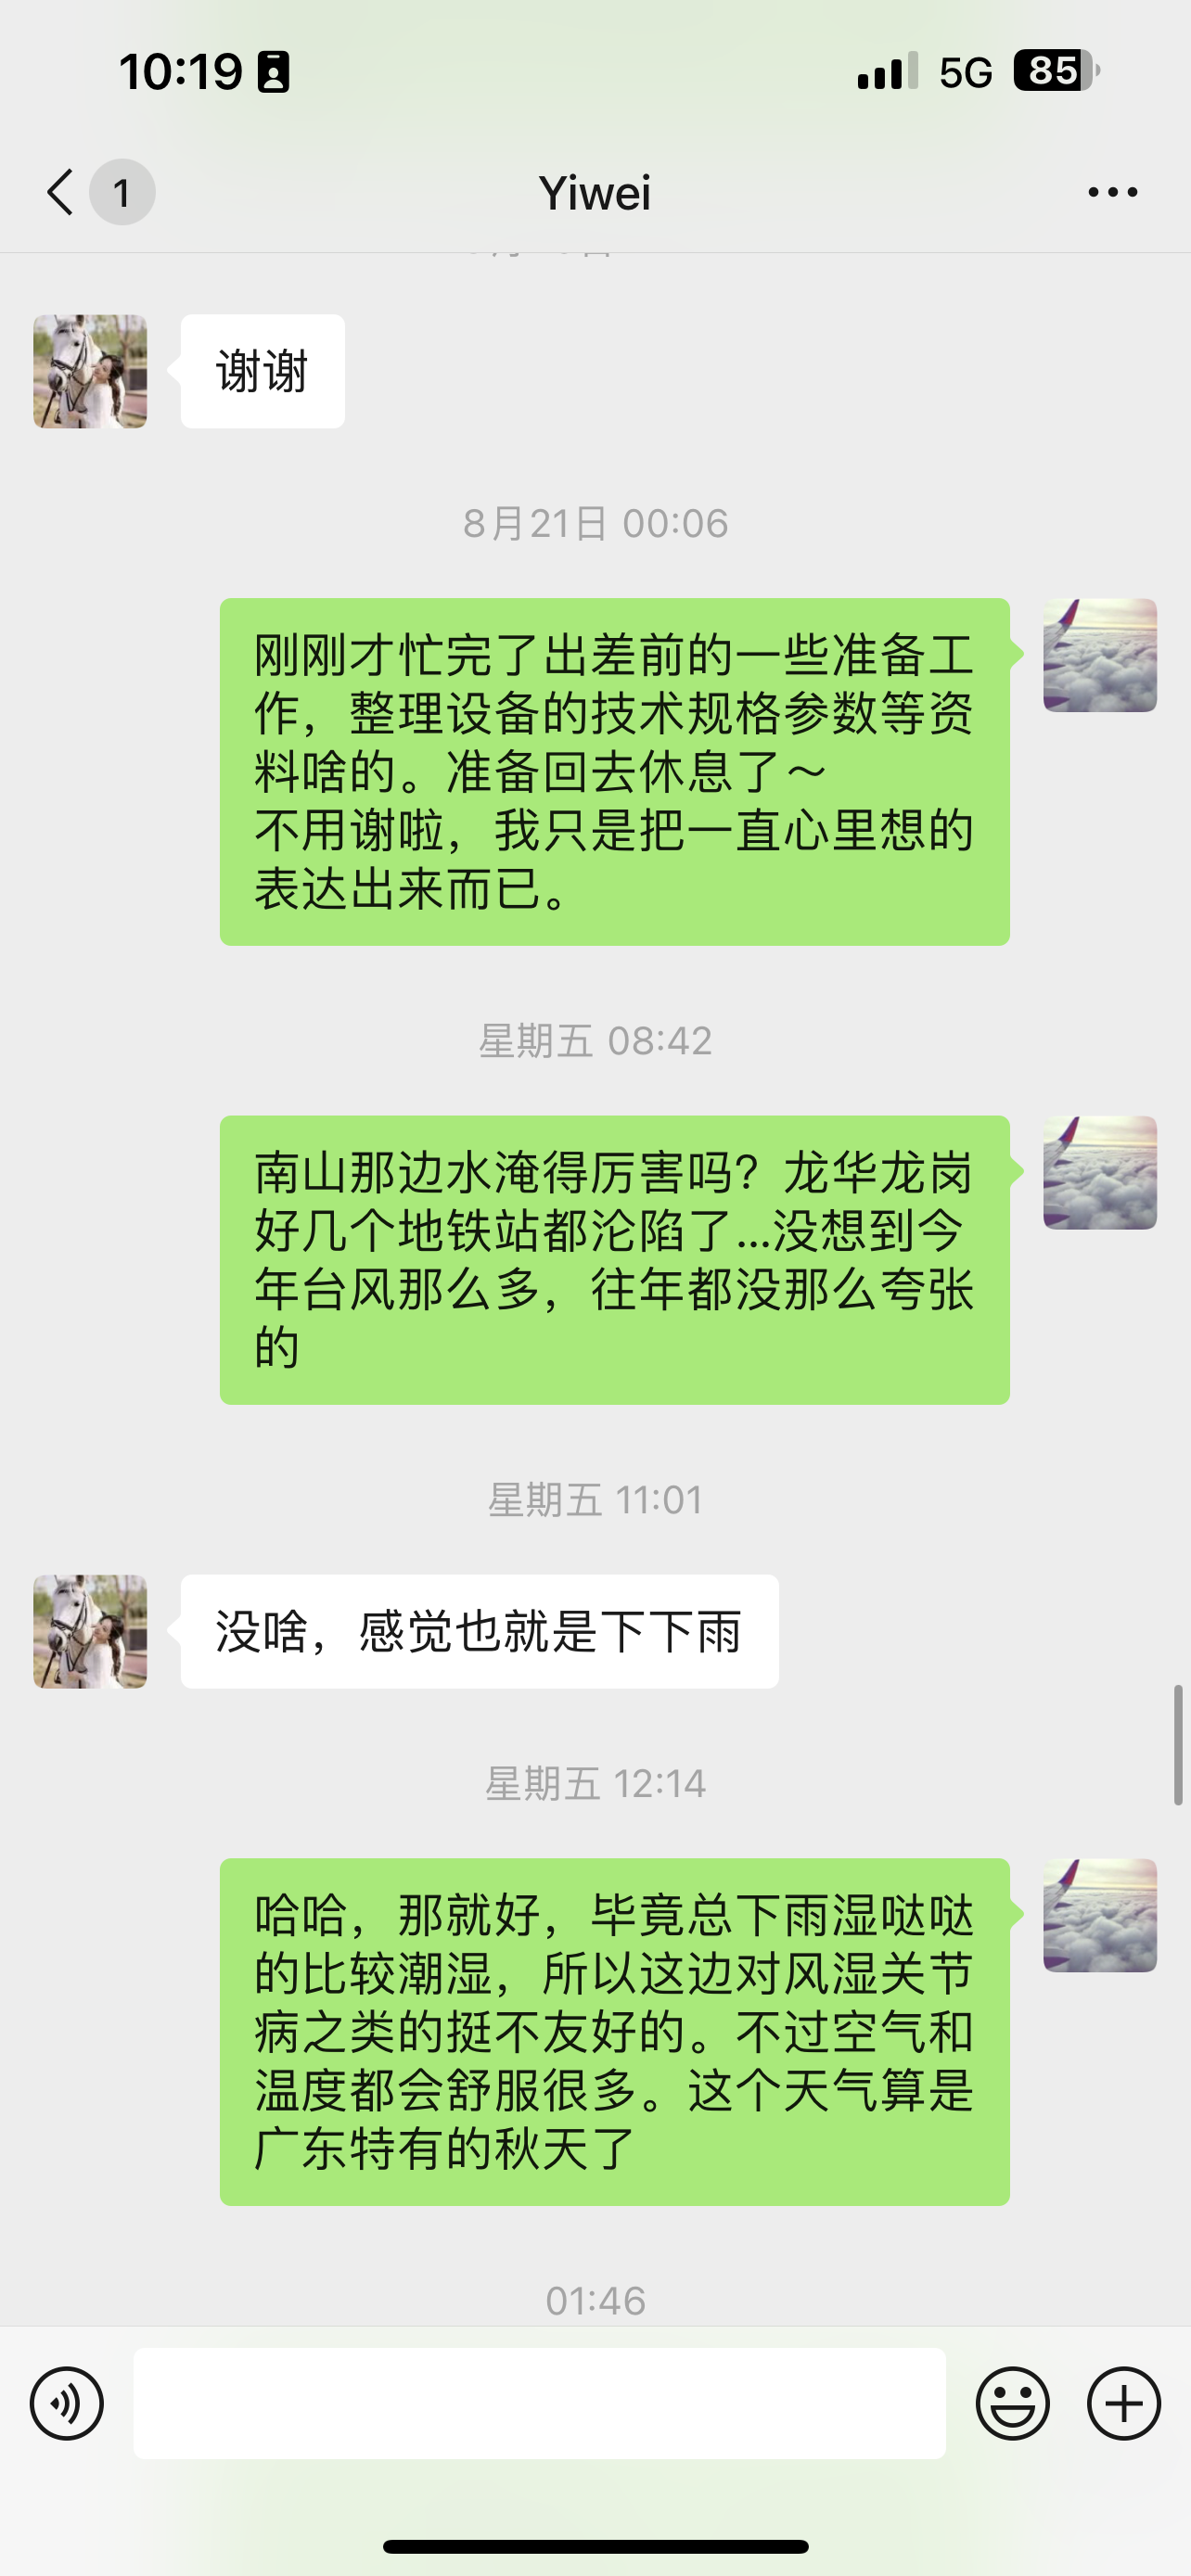 10:19
5G
85
1
Yiwei
谢谢
8月21日 00:06
刚刚才忙完了出差前的一些准备工
作，整理设备的技术规格参数等资
料啥的。准备回去休息了～
不用谢啦，我只是把一直心里想的
表达出来而已。
星期五 08:42
南山那边水淹得厉害吗？龙华龙岗
好几个地铁站都沦陷了...没想到今
年台风那么多，往年都没那么夸张
的
星期五 11:01
没啥，感觉也就是下下雨
星期五 12:14
哈哈，那就好，毕竟总下雨湿哒哒
的比较潮湿，所以这边对风湿关节
病之类的挺不友好的。不过空气和
温度都会舒服很多。这个天气算是
广东特有的秋天了
01:46